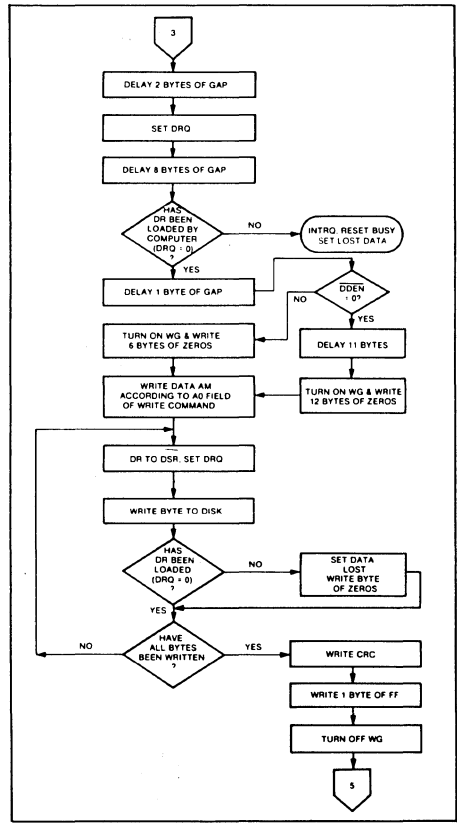 3
DELAY 2 BYTES OF GAP
SET DRQ
DELAY 8 BYTES OF GAP
HAS
DR BEEN
LOADED BY
COMPUTER
(DRQ = 0)
?
NO
INTRQ, RESET BUSY
SET LOST DATA
YES
DELAY 1 BYTE OF GAP
DDEN
= 0?
NO
YES
TURN ON WG & WRITE
6 BYTES OF ZEROS
DELAY 11 BYTES
WRITE DATA AM
ACCORDING TO A0 FIELD
OF WRITE COMMAND
TURN ON WG & WRITE
12 BYTES OF ZEROS
DR TO DSR, SET DRQ
WRITE BYTE TO DISK
HAS
DR BEEN
LOADED
(DRQ = 0)
?
NO
SET DATA
LOST
WRITE BYTE
OF ZEROS
YES
HAVE
ALL BYTES
BEEN WRITTEN
?
NO
YES
WRITE CRC
WRITE 1 BYTE OF FF
TURN OFF WG
5